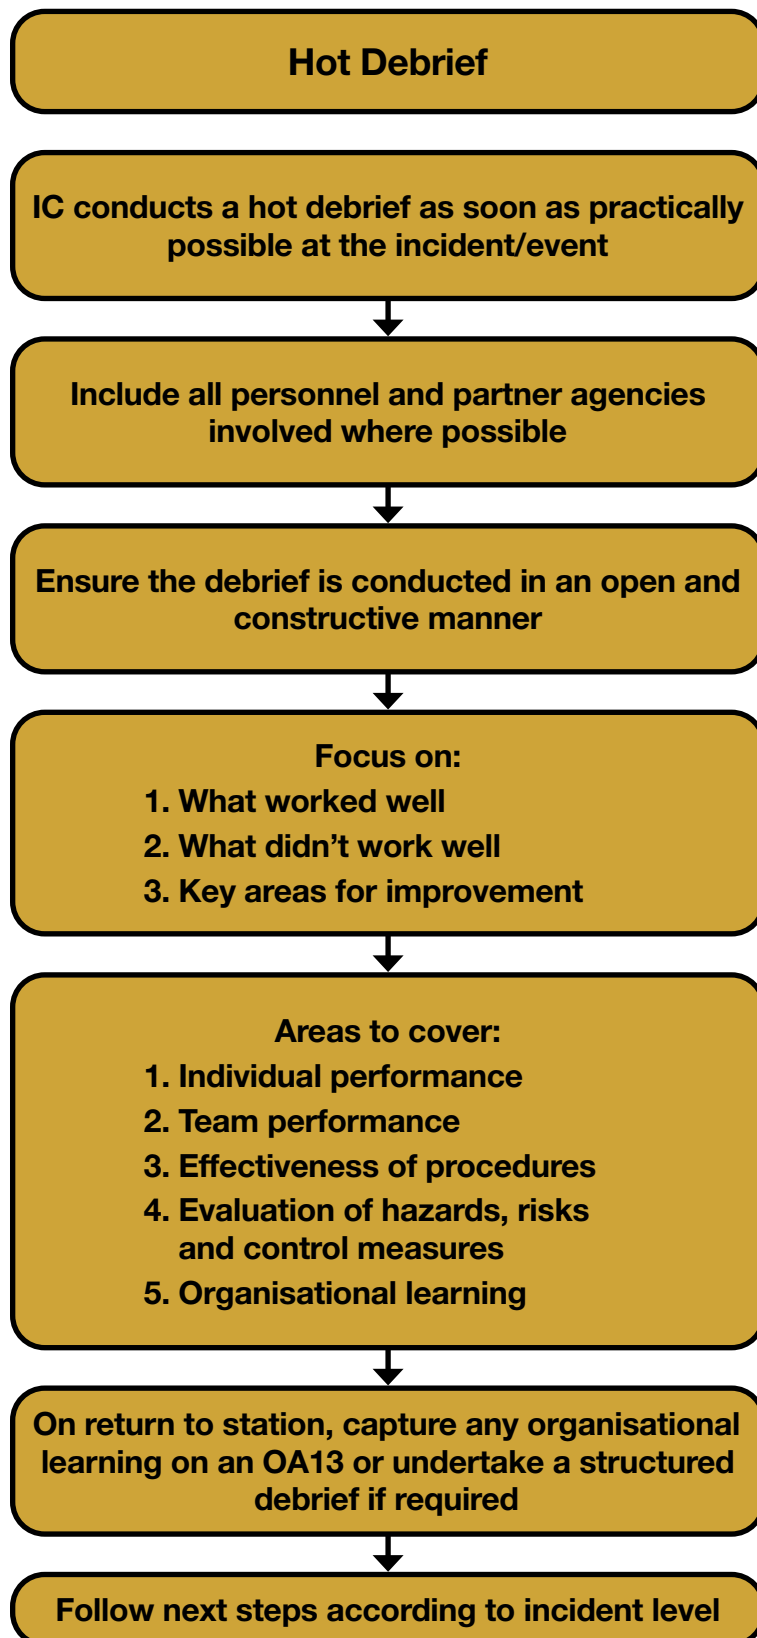 Hot Debrief
IC conducts a hot debrief as soon as practically
possible at the incident/event
Include all personnel and partner agencies
involved where possible
Ensure the debrief is conducted in an open and
constructive manner
Focus on:
1. What worked well
2. What didn’t work well
3. Key areas for improvement
Areas to cover:
1. Individual performance
2. Team performance
3. Effectiveness of procedures
4. Evaluation of hazards, risks
and control measures
5. Organisational learning
On return to station, capture any organisational
learning on an OA13 or undertake a structured
debrief if required
Follow next steps according to incident level